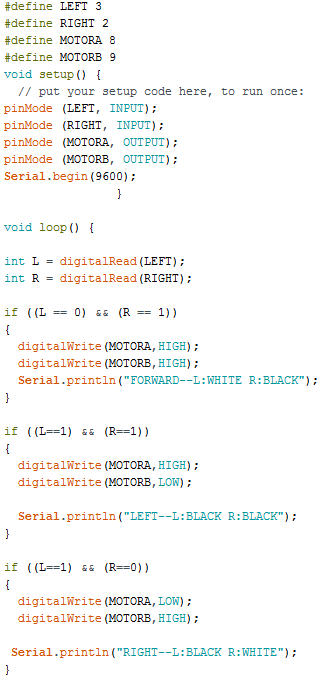 #define LEFT 3
#define RIGHT 2
#define MOTORA 8
#define MOTORB 9
void setup() {
  // put your setup code here, to run once:
pinMode (LEFT, INPUT);
pinMode (RIGHT, INPUT);
pinMode (MOTORA, OUTPUT);
pinMode (MOTORB, OUTPUT);
Serial.begin(9600);
                }

void loop() {

int L = digitalRead(LEFT);
int R = digitalRead(RIGHT);

if ((L == 0) && (R == 1))
{
  digitalWrite(MOTORA,HIGH);
  digitalWrite(MOTORB,HIGH);
  Serial.println("FORWARD--L:WHITE R:BLACK");
}

if ((L==1) && (R==1))
{
  digitalWrite(MOTORA,HIGH);
  digitalWrite(MOTORB,LOW);

  Serial.println("LEFT--L:BLACK R:BLACK");
}

if ((L==1) && (R==0))
{
  digitalWrite(MOTORA,LOW);
  digitalWrite(MOTORB,HIGH);

 Serial.println("RIGHT--L:BLACK R:WHITE");
}